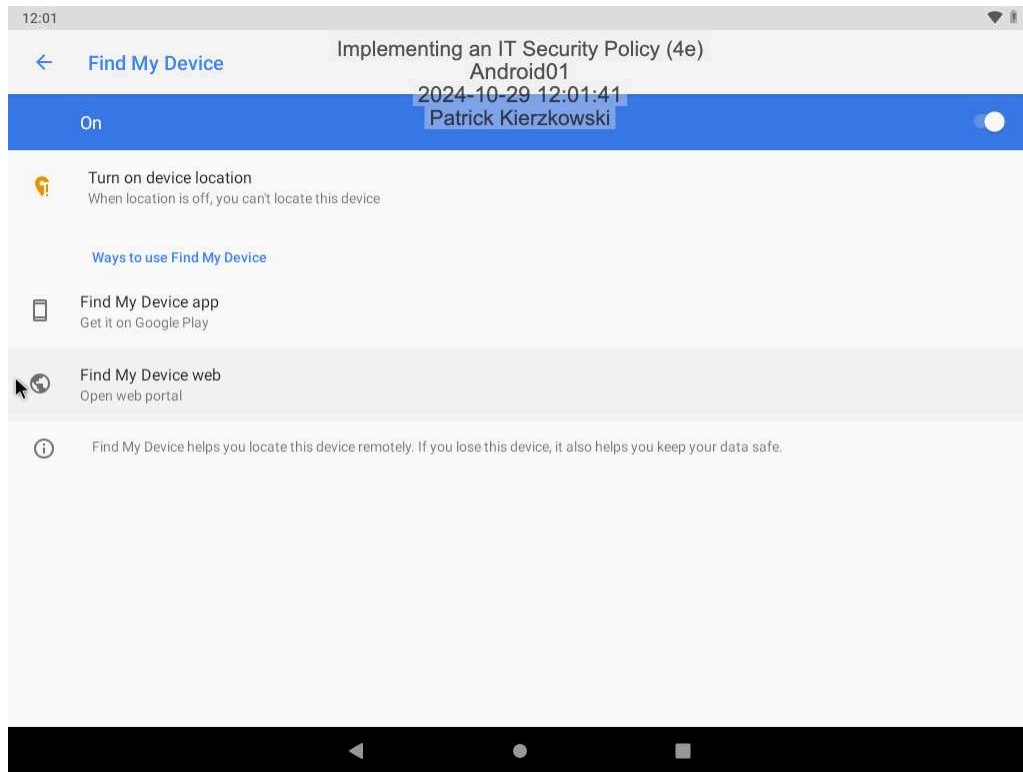 12:01
Find My Device
Implementing an IT Security Policy (4e)
Android01
2024-10-29 12:01:41
Patrick Kierzkowski
On
Turn on device location
When location is off, you can't locate this device
Ways to use Find My Device
Find My Device app
Get it on Google Play
Find My Device web
Open web portal
Find My Device helps you locate this device remotely. If you lose this device, it also helps you keep your data safe.